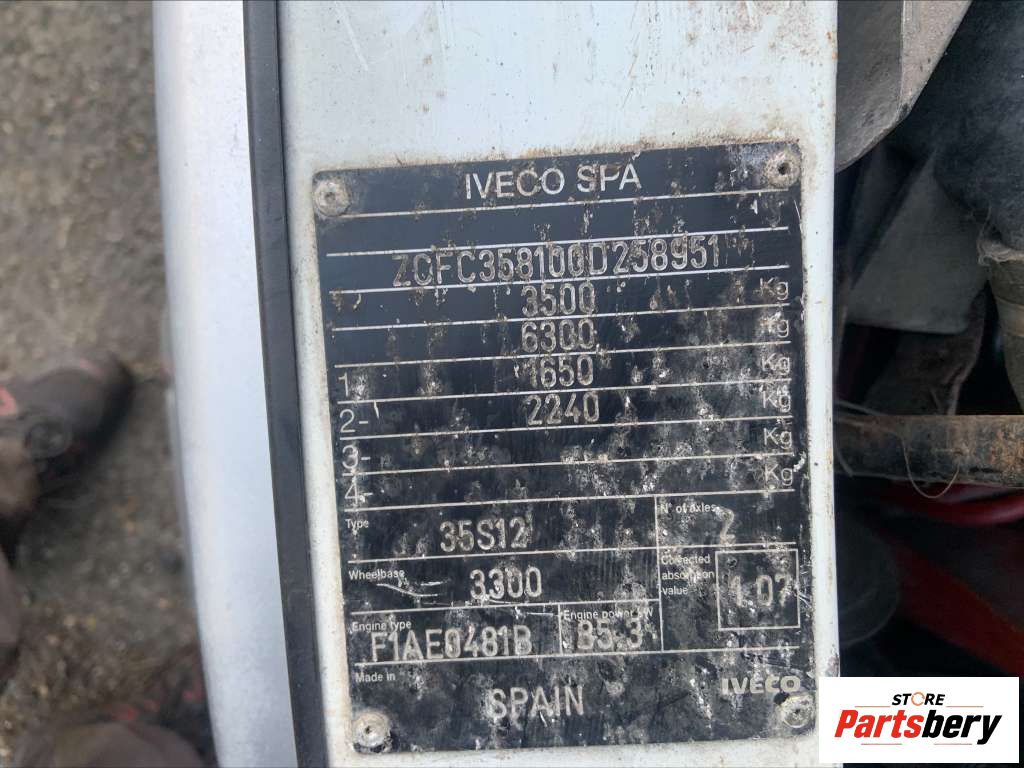 IVECO SPA
ZCFC358100D258951
3500 Kg
6300 Kg
1- 1650 Kg
2- 2240 Kg
3- Kg
4- Kg
Type 35S12 N° of axles 2
Wheelbase 3300 Corrected absorption value 1.07
Engine type F1AE0481B Engine power kW 85.3
Made in SPAIN IVECO
STORE
Partsbery